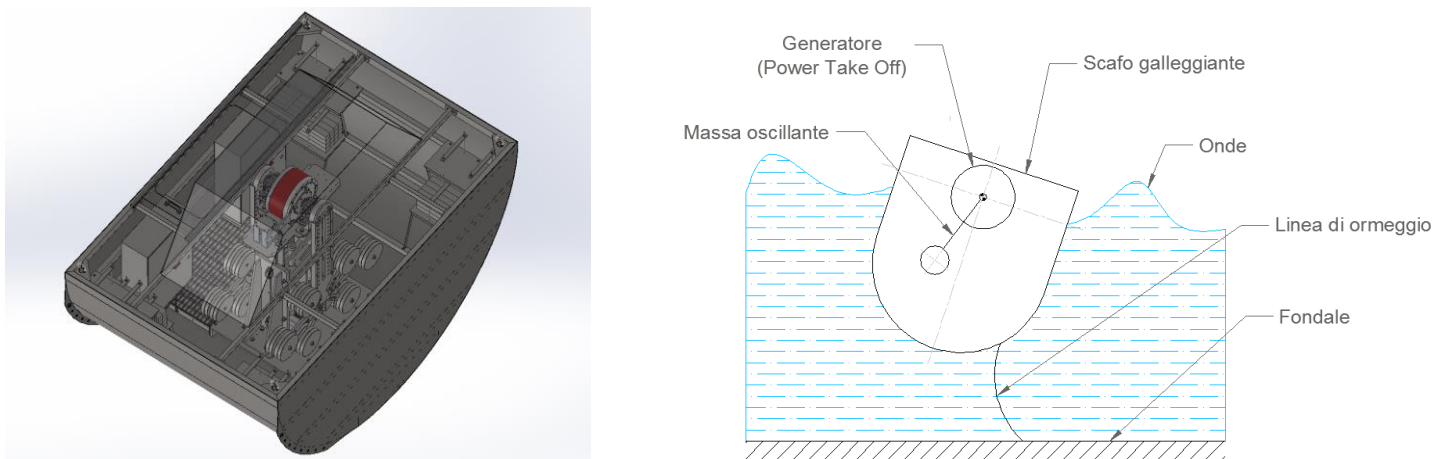 Generatore
(Power Take Off)
Scafo galleggiante
Massa oscillante
Onde
Linea di ormeggio
Fondale